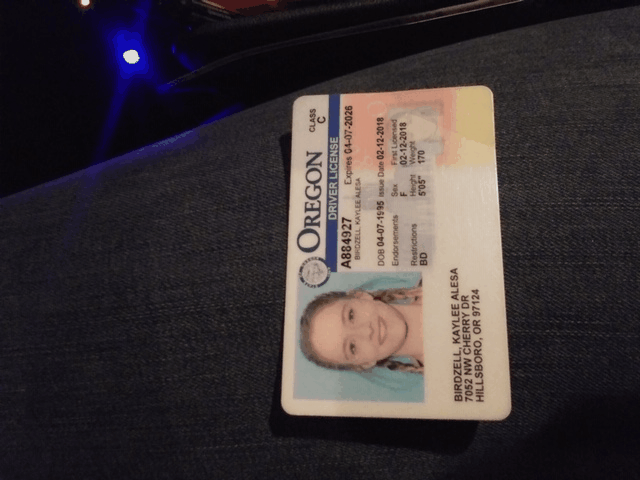 OREGON
CLASS
C
DRIVER LICENSE
A884927 Expires 04-07-2026
BIRDZELL, KAYLEE ALESA
DOB 04-07-1995 Issue Date 02-12-2018
Endorsements Sex First Licensed
F 02-12-2018
Restrictions Height Weight
BD 5'05" 170
BIRDZELL, KAYLEE ALESA
7052 NW CHERRY DR
HILLSBORO, OR 97124